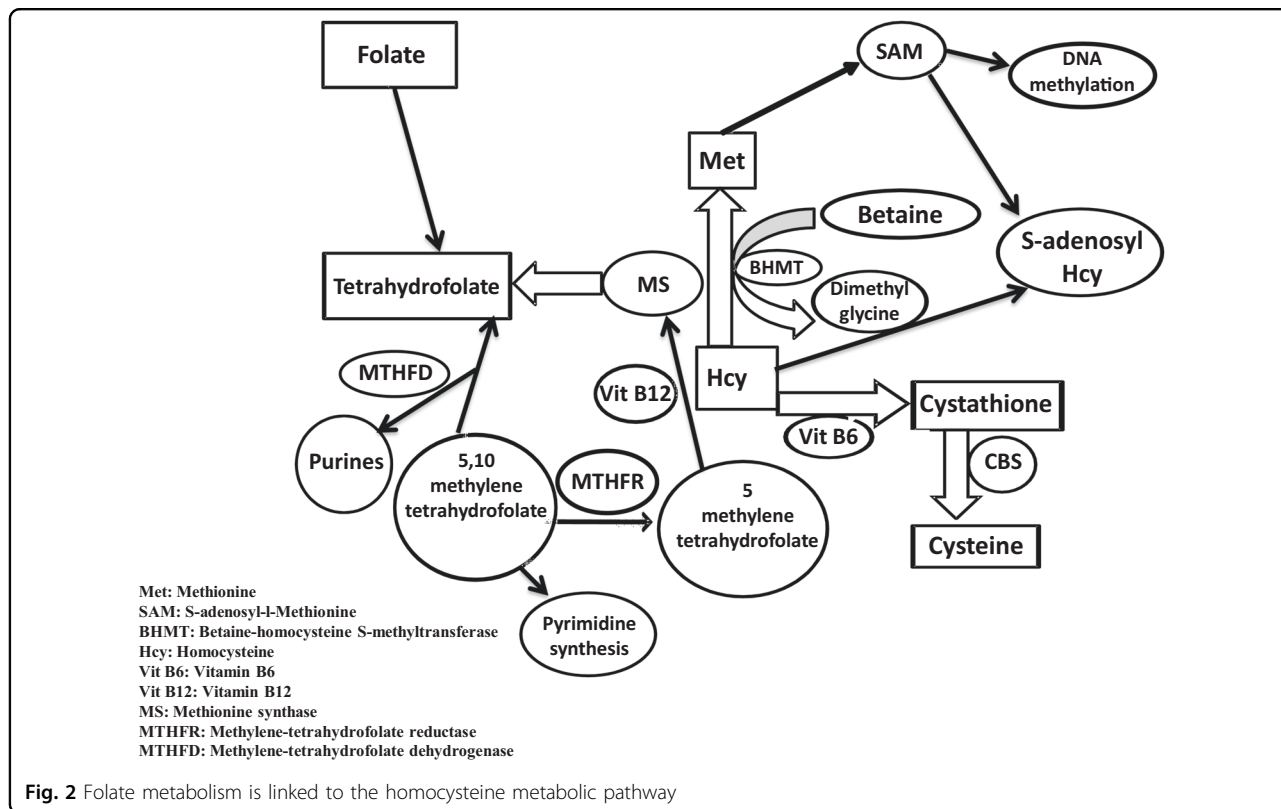 Folate
SAM
DNA
methylation
Met
Betaine
S-adenosyl
Hcy
BHMT
Tetrahydrofolate
MS
Dimethyl
glycine
MTHFD
Vit B12
Hcy
Cystathione
Vit B6
Purines
5,10
methylene
tetrahydrofolate
MTHFR
5
methylene
tetrahydrofolate
CBS
Cysteine
Pyrimidine
synthesis
Met: Methionine
SAM: S-adenosyl-l-Methionine
BHMT: Betaine-homocysteine S-methyltransferase
Hcy: Homocysteine
Vit B6: Vitamin B6
Vit B12: Vitamin B12
MS: Methionine synthase
MTHFR: Methylene-tetrahydrofolate reductase
MTHFD: Methylene-tetrahydrofolate dehydrogenase
Fig. 2 Folate metabolism is linked to the homocysteine metabolic pathway